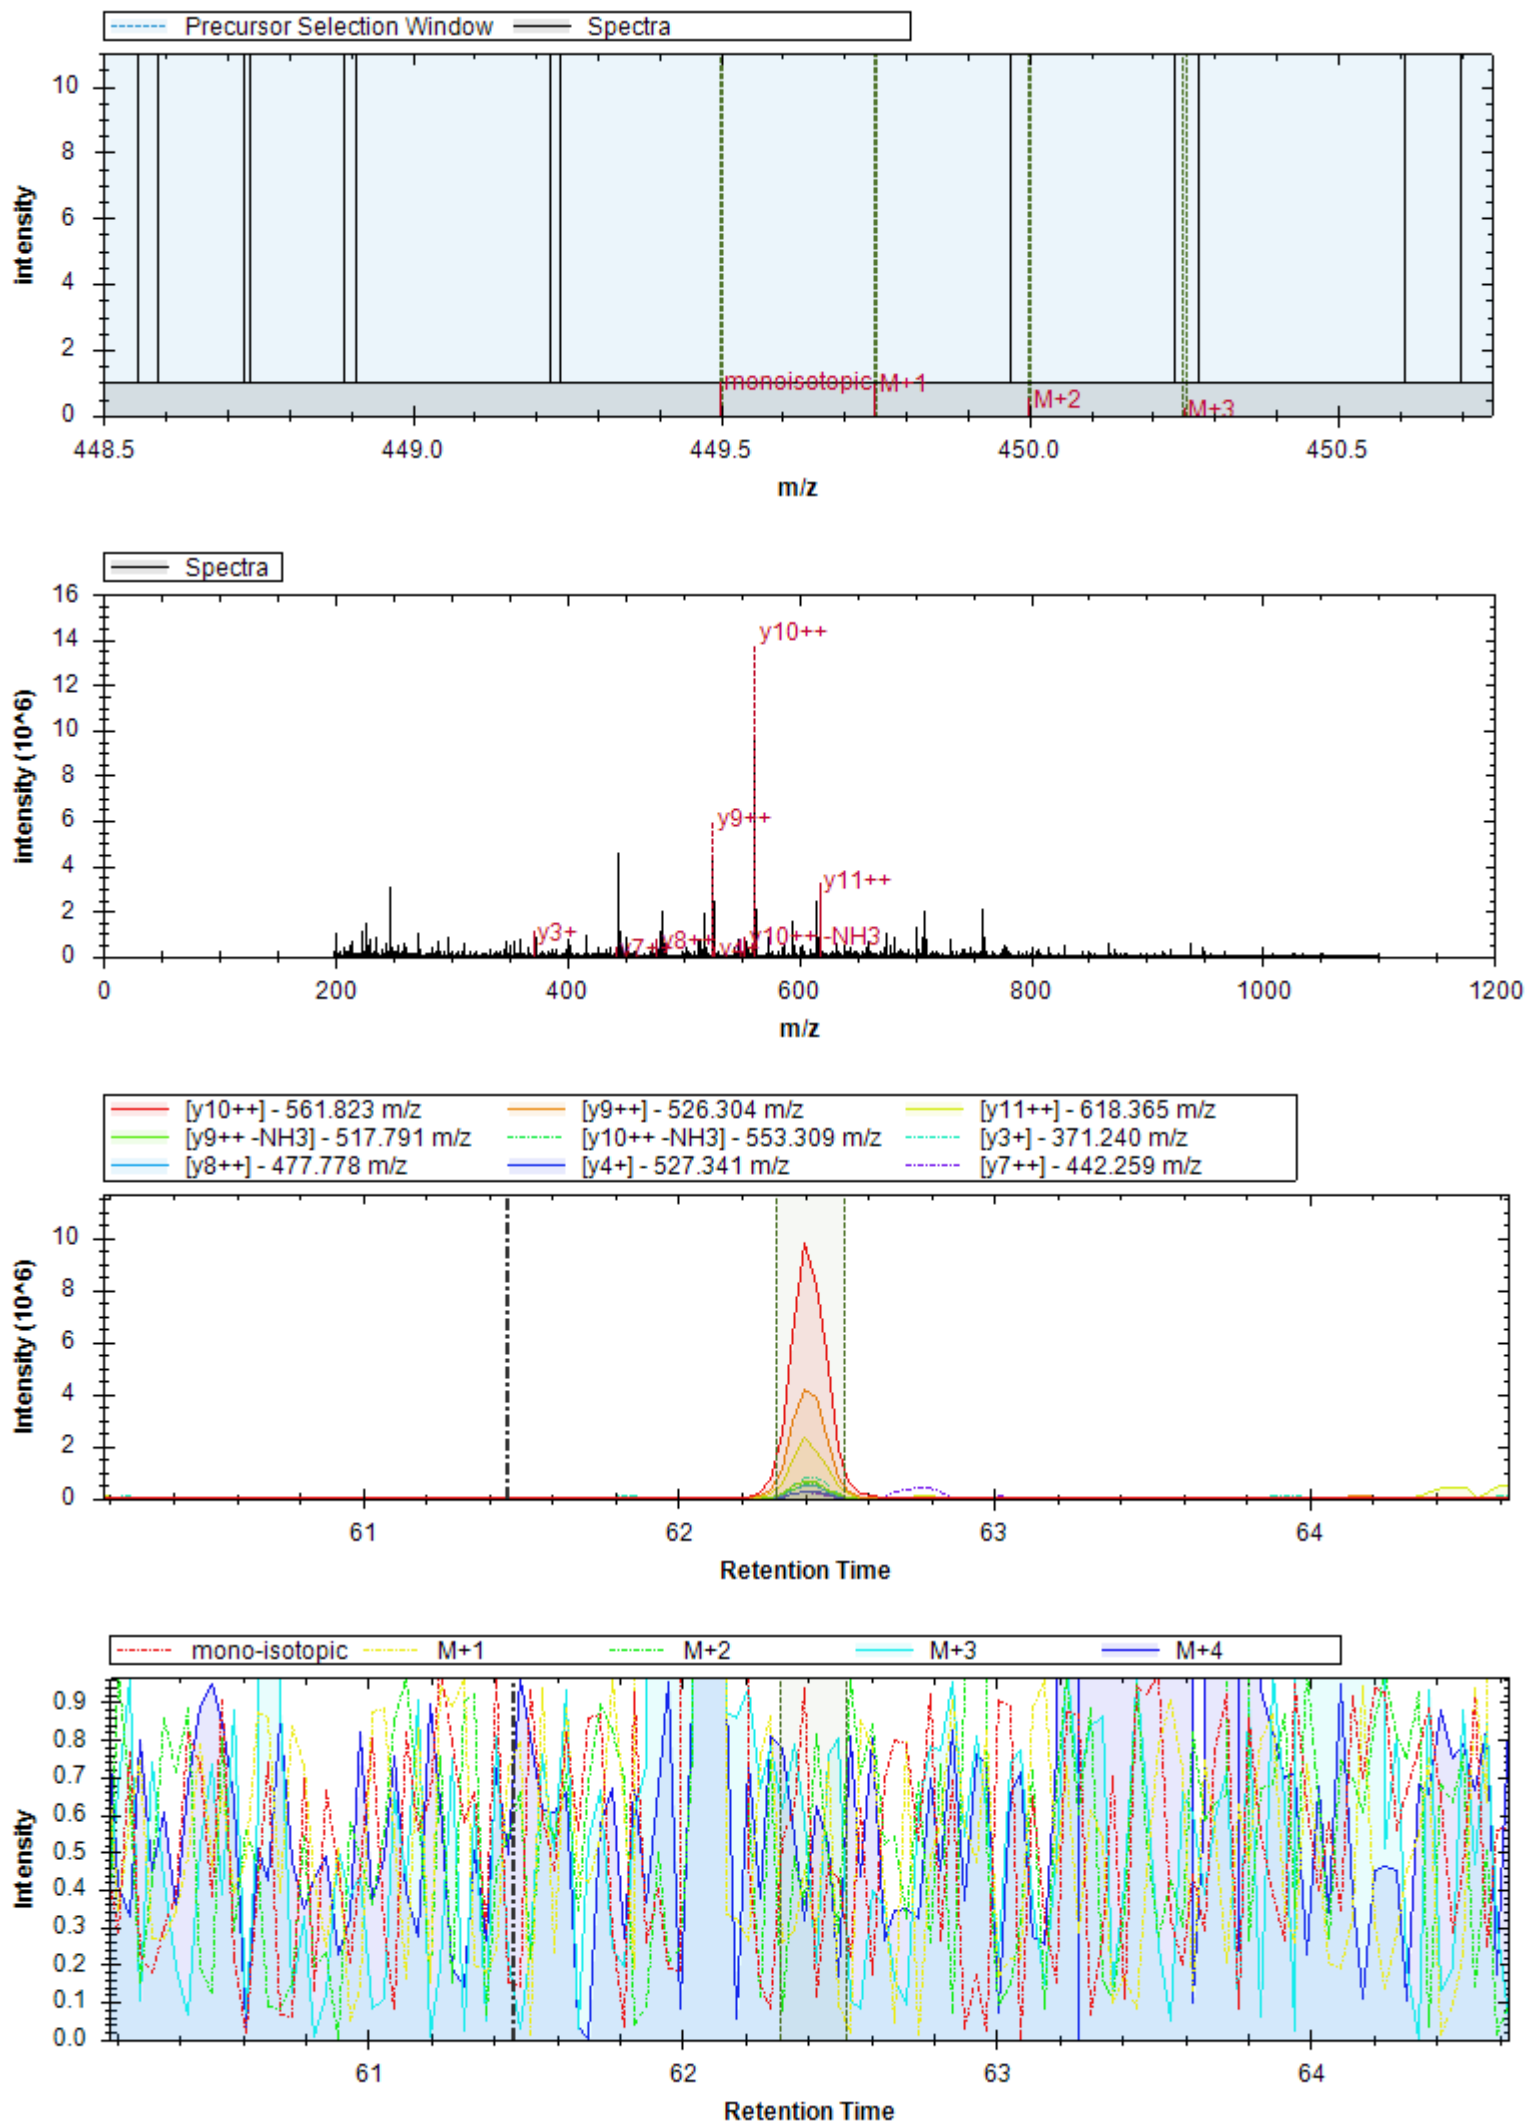 Precursor Selection Window Spectra
intensity
10
8
6
4
2
0
monoisotopic M+1 M+2 M+3
448.5 449.0 449.5 450.0 450.5
m/z
Spectra
intensity (10^6)
16
14
12
10
8
6
4
2
0
y10++
y9++
y11++
y3+ y7++ y8++ y4+ y10++ -NH3
0 200 400 600 800 1000 1200
m/z
[y10++] - 561.823 m/z [y9++] - 526.304 m/z [y11++] - 618.365 m/z
[y9++ -NH3] - 517.791 m/z [y10++ -NH3] - 553.309 m/z [y3+] - 371.240 m/z
[y8++] - 477.778 m/z [y4+] - 527.341 m/z [y7++] - 442.259 m/z
Intensity (10^6)
10
8
6
4
2
0
61 62 63 64
Retention Time
mono-isotopic M+1 M+2 M+3 M+4
Intensity
0.9
0.8
0.7
0.6
0.5
0.4
0.3
0.2
0.1
0.0
61 62 63 64
Retention Time